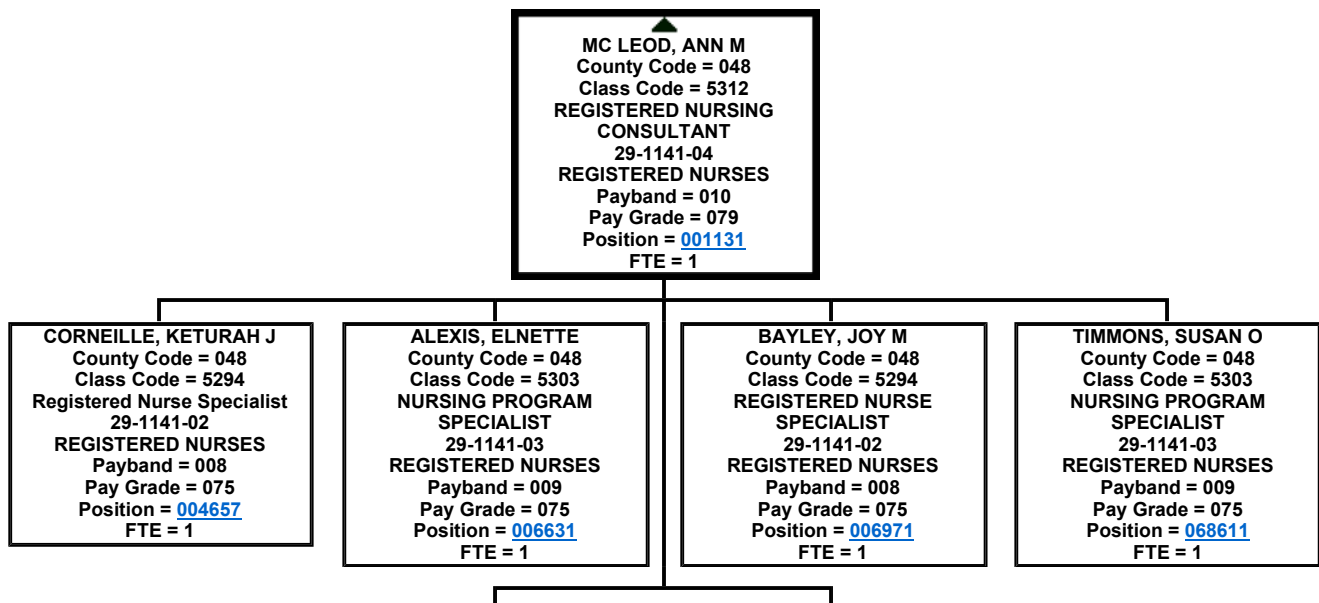 MC LEOD, ANN M
County Code = 048
Class Code = 5312
REGISTERED NURSING
CONSULTANT
29-1141-04
REGISTERED NURSES
Payband = 010
Pay Grade = 079
Position = 001131
FTE = 1
CORNEILLE, KETURAH J
County Code = 048
Class Code = 5294
Registered Nurse Specialist
29-1141-02
REGISTERED NURSES
Payband = 008
Pay Grade = 075
Position = 004657
FTE = 1
ALEXIS, ELNETTE
County Code = 048
Class Code = 5303
NURSING PROGRAM
SPECIALIST
29-1141-03
REGISTERED NURSES
Payband = 009
Pay Grade = 075
Position = 006631
FTE = 1
BAYLEY, JOY M
County Code = 048
Class Code = 5294
REGISTERED NURSE
SPECIALIST
29-1141-02
REGISTERED NURSES
Payband = 008
Pay Grade = 075
Position = 006971
FTE = 1
TIMMONS, SUSAN O
County Code = 048
Class Code = 5303
NURSING PROGRAM
SPECIALIST
29-1141-03
REGISTERED NURSES
Payband = 009
Pay Grade = 075
Position = 068611
FTE = 1